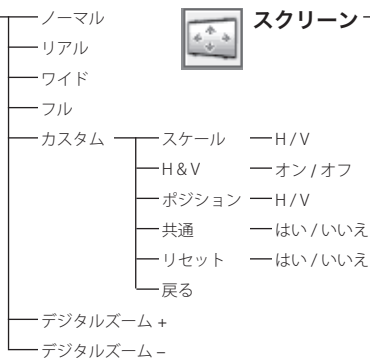 スクリーン
ノーマル
リアル
ワイド
フル
カスタム スケール H / V
H & V オン / オフ
ポジション H / V
共通 はい / いいえ
リセット はい / いいえ
戻る
デジタルズーム +
デジタルズーム –